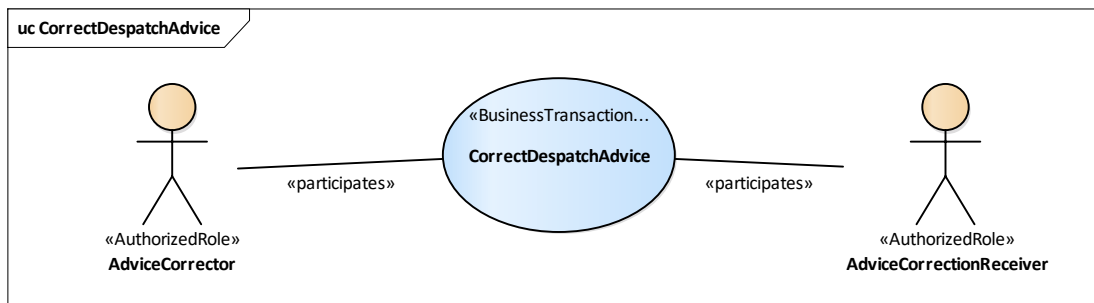 uc CorrectDespatchAdvice
«BusinessTransaction...
CorrectDespatchAdvice
«participates»
«participates»
«AuthorizedRole»
AdviceCorrector
«AuthorizedRole»
AdviceCorrectionReceiver